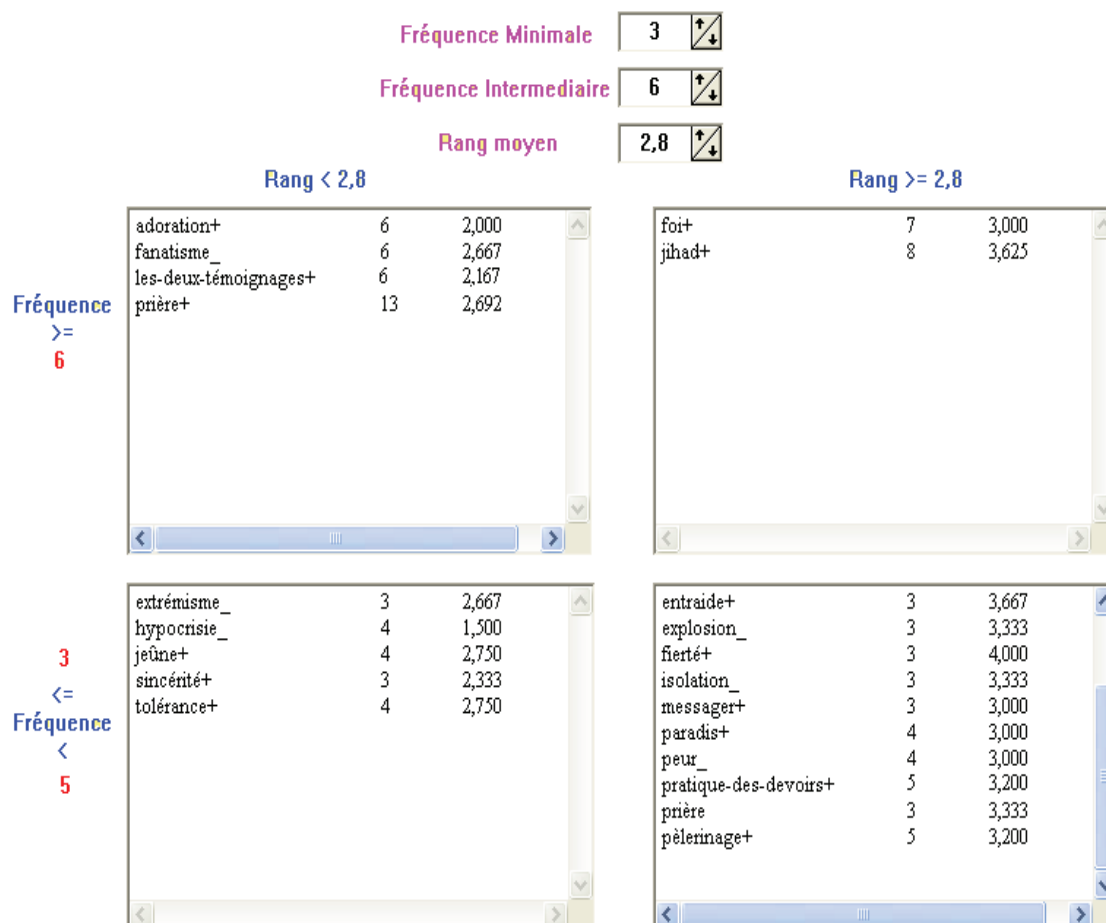 Fréquence Minimale 3
Fréquence Intermediaire 6
Rang moyen 2,8
Rang < 2,8
Rang >= 2,8
Fréquence
>=
6
adoration+ 6 2,000
fanatisme_ 6 2,667
les-deux-témoignages+ 6 2,167
prière+ 13 2,692
foi+ 7 3,000
jihad+ 8 3,625
3
<=
Fréquence
<
5
extrémisme_ 3 2,667
hypocrisie_ 4 1,500
jeûne+ 4 2,750
sincérité+ 3 2,333
tolérance+ 4 2,750
entraide+ 3 3,667
explosion_ 3 3,333
fierté+ 3 4,000
isolation_ 3 3,333
messager+ 3 3,000
paradis+ 4 3,000
peur_ 4 3,000
pratique-des-devoirs+ 5 3,200
prière 3 3,333
pèlerinage+ 5 3,200